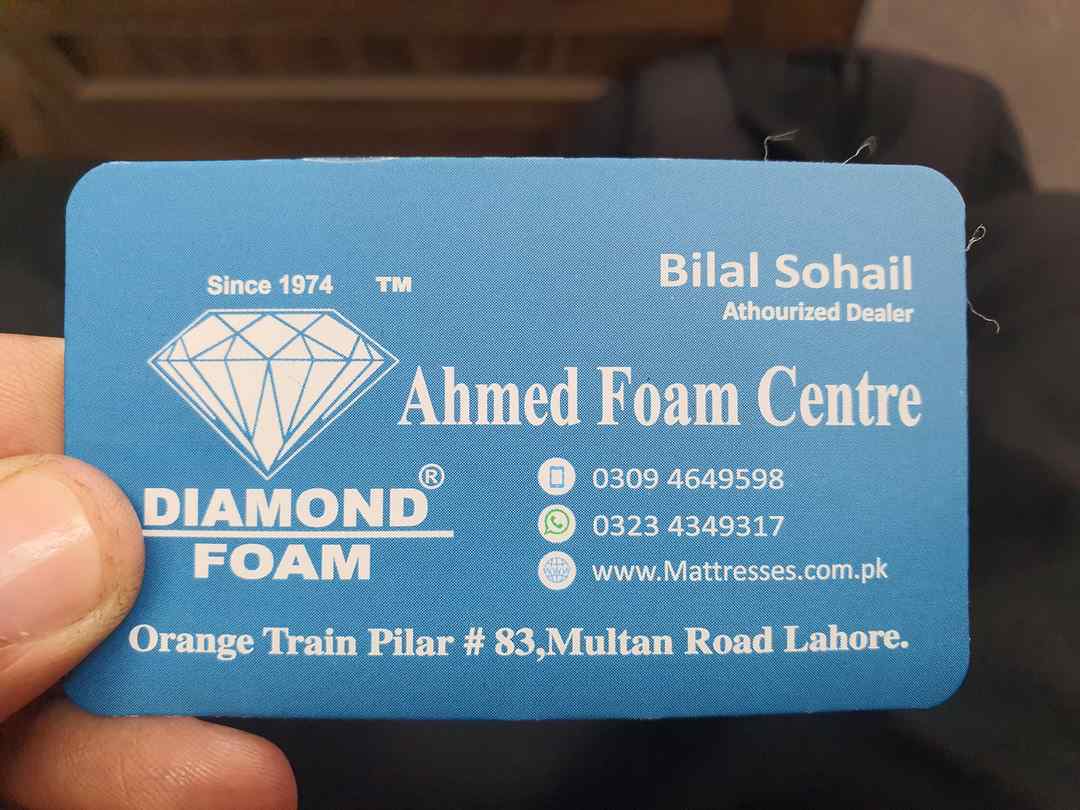 Since 1974 TM
DIAMOND®
FOAM
Bilal Sohail
Athourized Dealer
Ahmed Foam Centre
0309 4649598
0323 4349317
www.Mattresses.com.pk
Orange Train Pilar # 83,Multan Road Lahore.